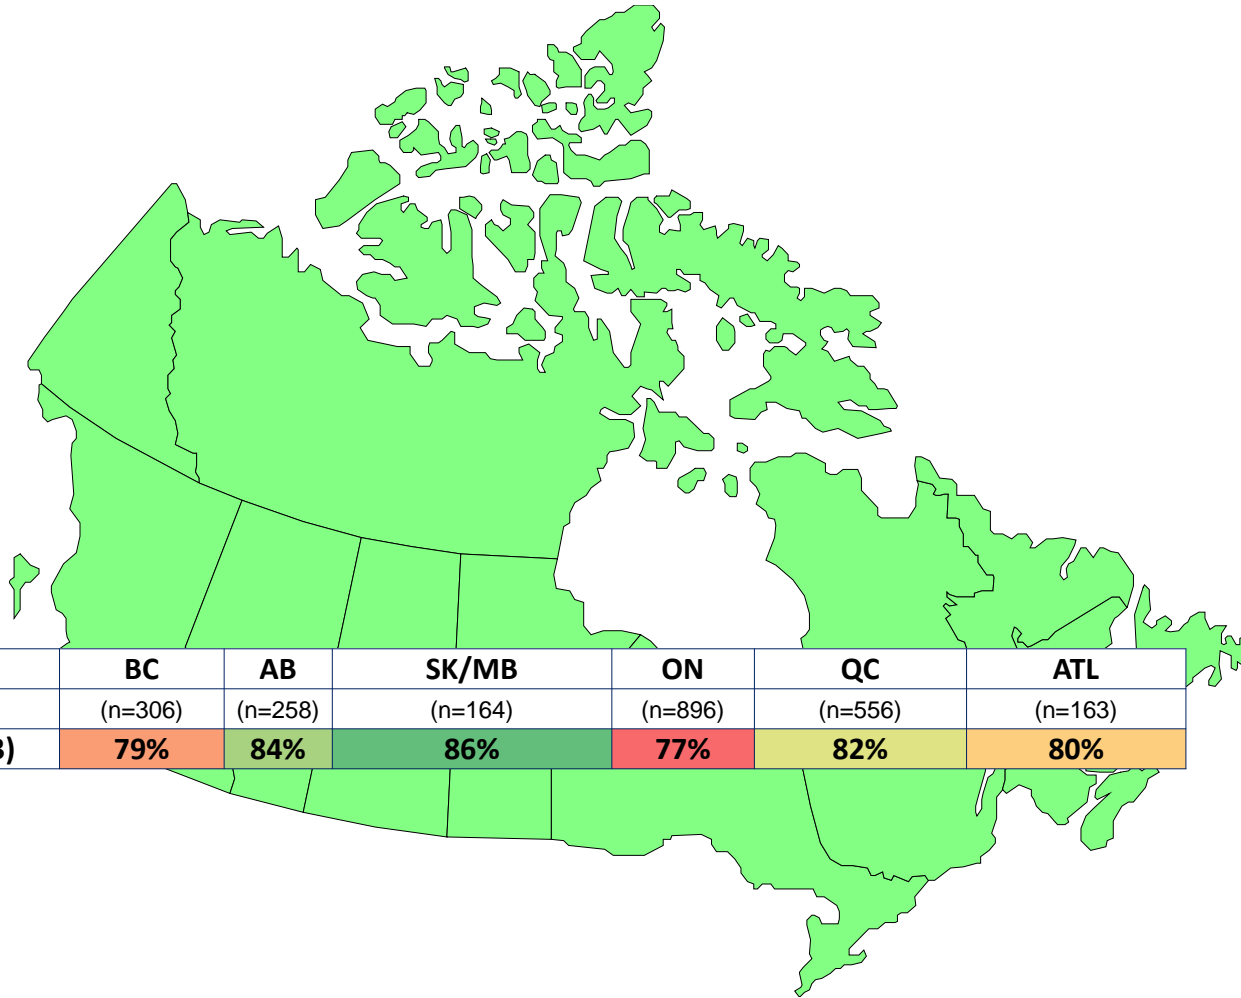 BC AB SK/MB ON QC ATL
(n=306) (n=258) (n=164) (n=896) (n=556) (n=163)
79% 84% 86% 77% 82% 80%